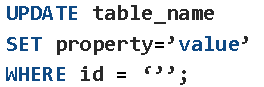 UPDATE table_name
SET property=’value’
WHERE id = ‘’;